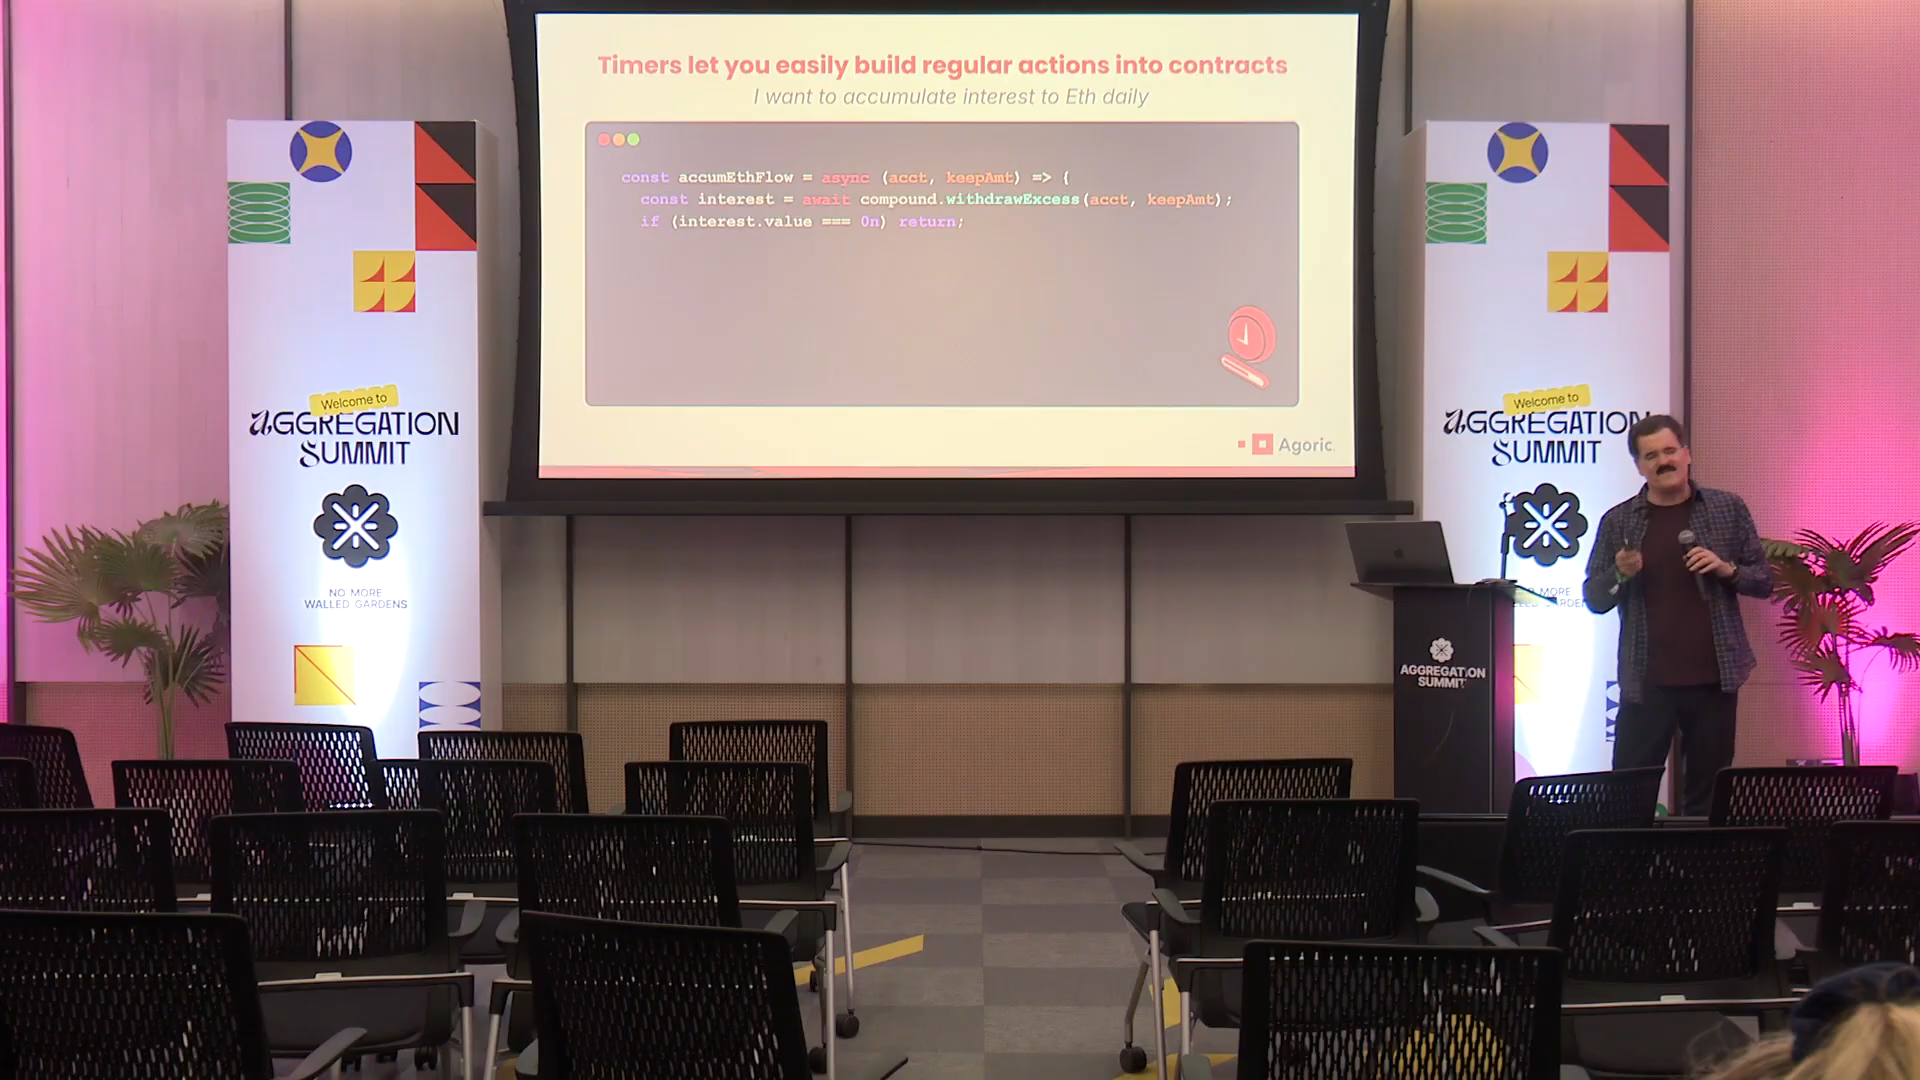 Timers let you easily build regular actions into contracts
I want to accumulate interest to Eth daily
const accumEthFlow = async (acct, keepAmt) => {
const interest = await compound.withdrawExcess(acct, keepAmt);
if (interest.value === 0n) return;
Agoric
Welcome to
AGGREGATION
SUMMIT
NO MORE
WALLED GARDENS
Welcome to
AGGREGATION
SUMMIT
MORE
AGGREGATION
SUMMIT